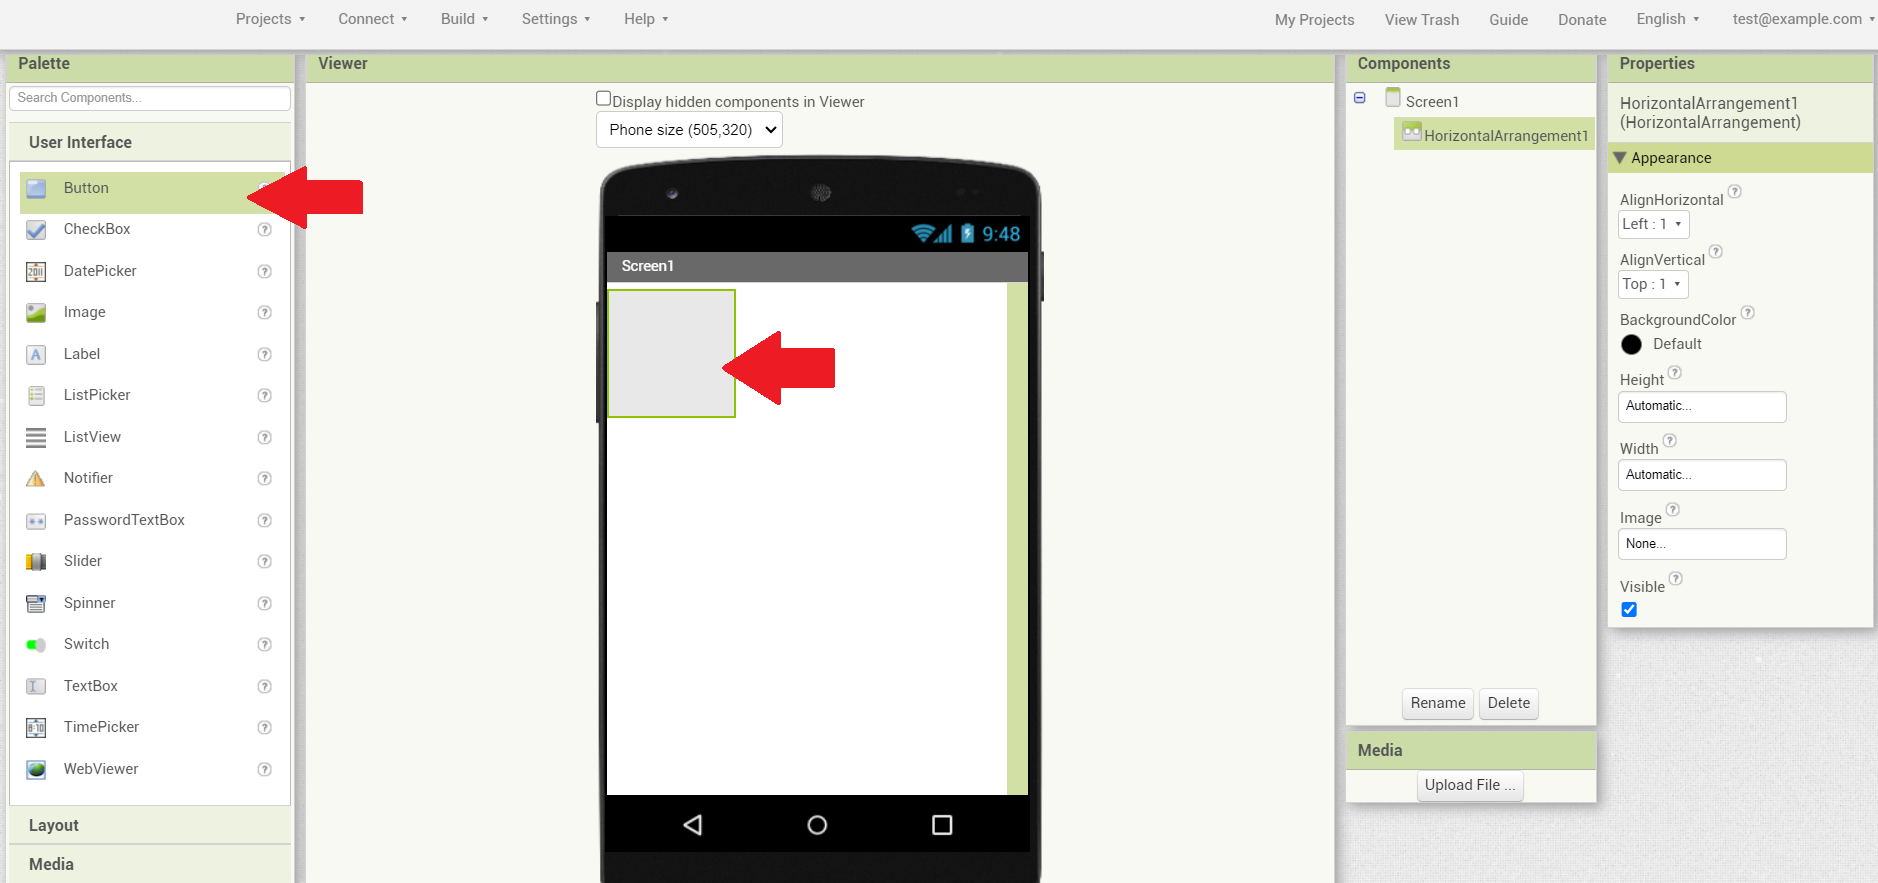 Projects Connect Build Settings Help My Projects View Trash Guide Donate English test@example.com
Palette
Search Components...
User Interface
Button
CheckBox
DatePicker
Image
Label
ListPicker
ListView
Notifier
PasswordTextBox
Slider
Spinner
Switch
TextBox
TimePicker
WebViewer
Layout
Media
Viewer
Display hidden components in Viewer
Phone size (505,320)
9:48
Screen1
Components
Screen1
HorizontalArrangement1
Rename Delete
Media
Upload File ...
Properties
HorizontalArrangement1
(HorizontalArrangement)
Appearance
AlignHorizontal
Left : 1
AlignVertical
Top : 1
BackgroundColor
Default
Height
Automatic...
Width
Automatic...
Image
None...
Visible